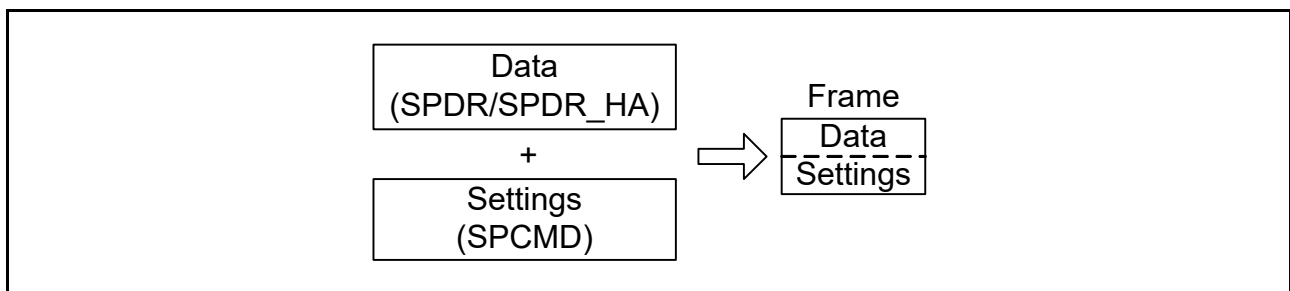 Data
(SPDR/SPDR_HA)
+
Settings
(SPCMD)
Frame
Data
Settings